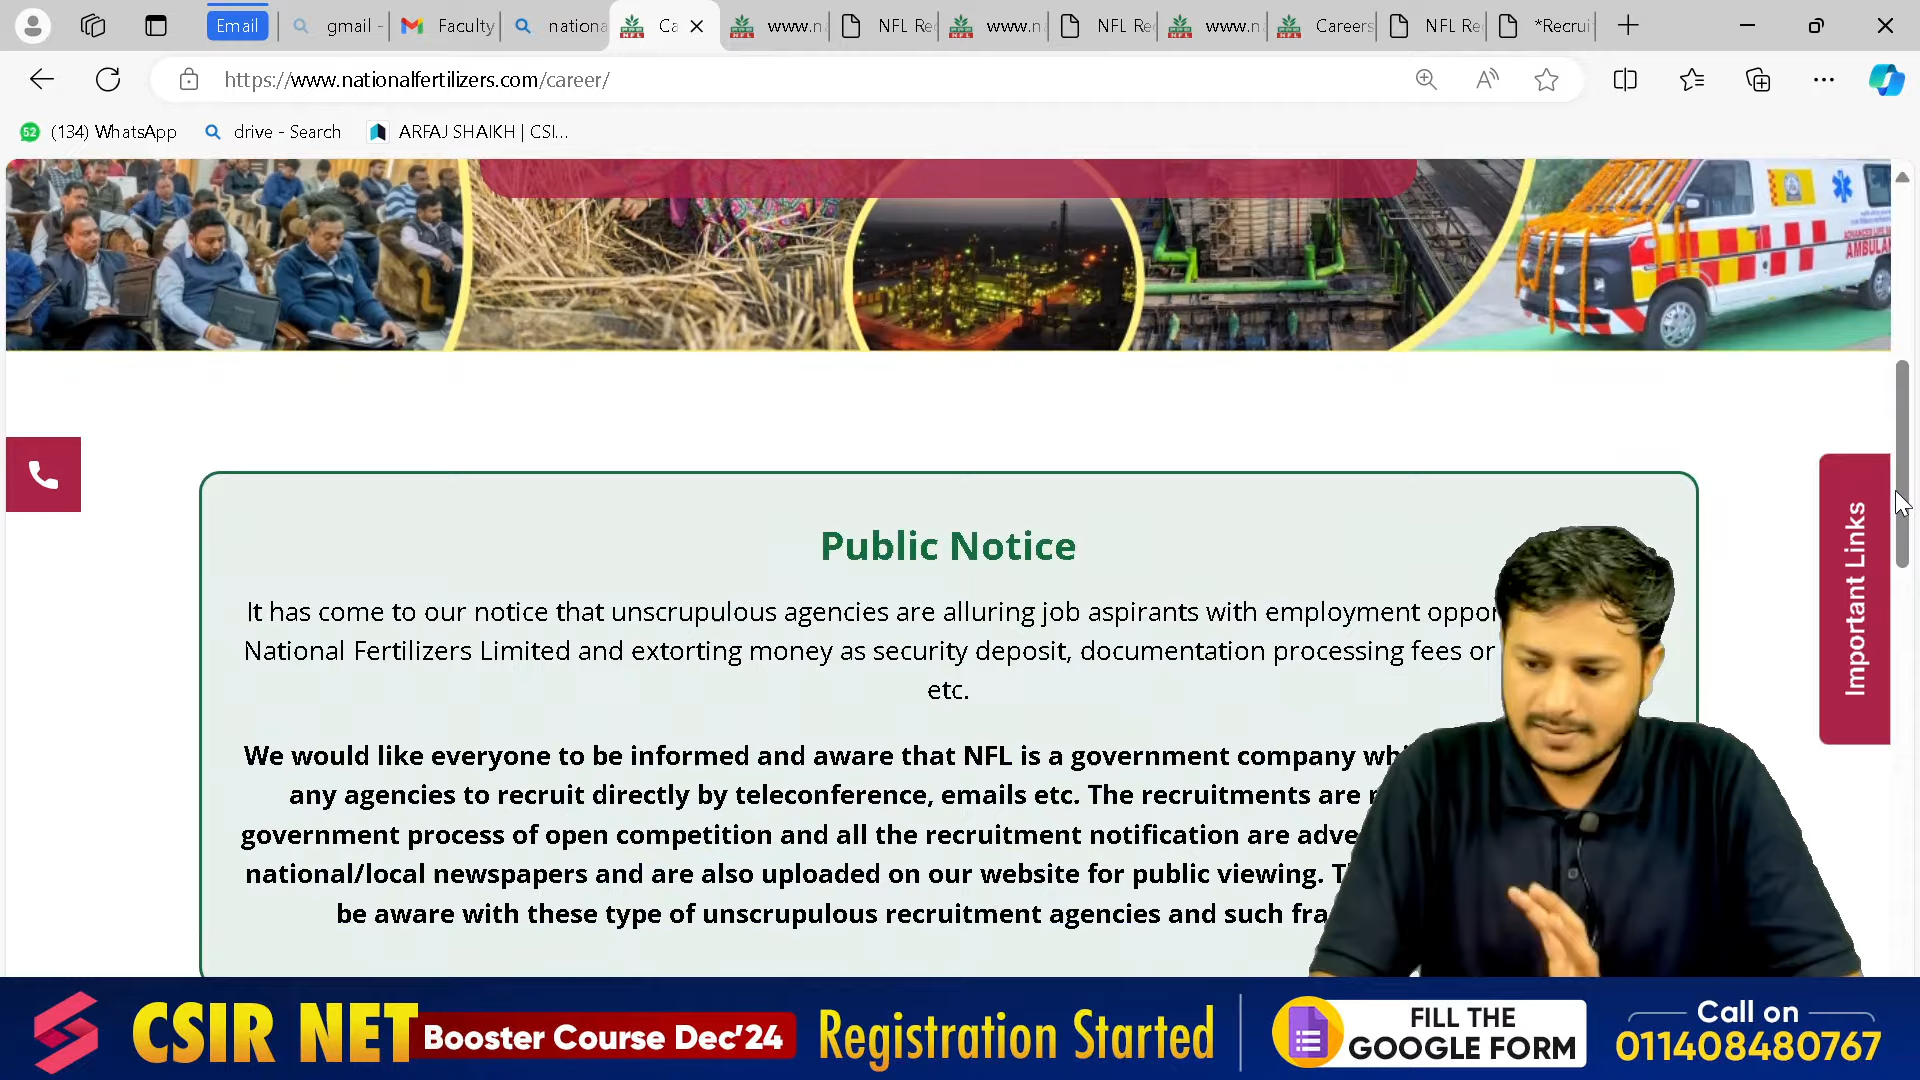 Email
gmail -
Faculty
nationa
Ca
www.n
NFL Re
www.n
NFL Re
www.n
Careers
NFL Re
*Recrui
https://www.nationalfertilizers.com/career/
52
(134) WhatsApp
drive - Search
ARFAJ SHAIKH | CSI...
ADVANCED LIFE
AMBULAN
Important Links
Public Notice
It has come to our notice that unscrupulous agencies are alluring job aspirants with employment oppor
National Fertilizers Limited and extorting money as security deposit, documentation processing fees or
etc.
We would like everyone to be informed and aware that NFL is a government company whi
any agencies to recruit directly by teleconference, emails etc. The recruitments are
government process of open competition and all the recruitment notification are adve
national/local newspapers and are also uploaded on our website for public viewing. T
be aware with these type of unscrupulous recruitment agencies and such fra
CSIR NET
Booster Course Dec'24
Registration Started
FILL THE
GOOGLE FORM
Call on
011408480767